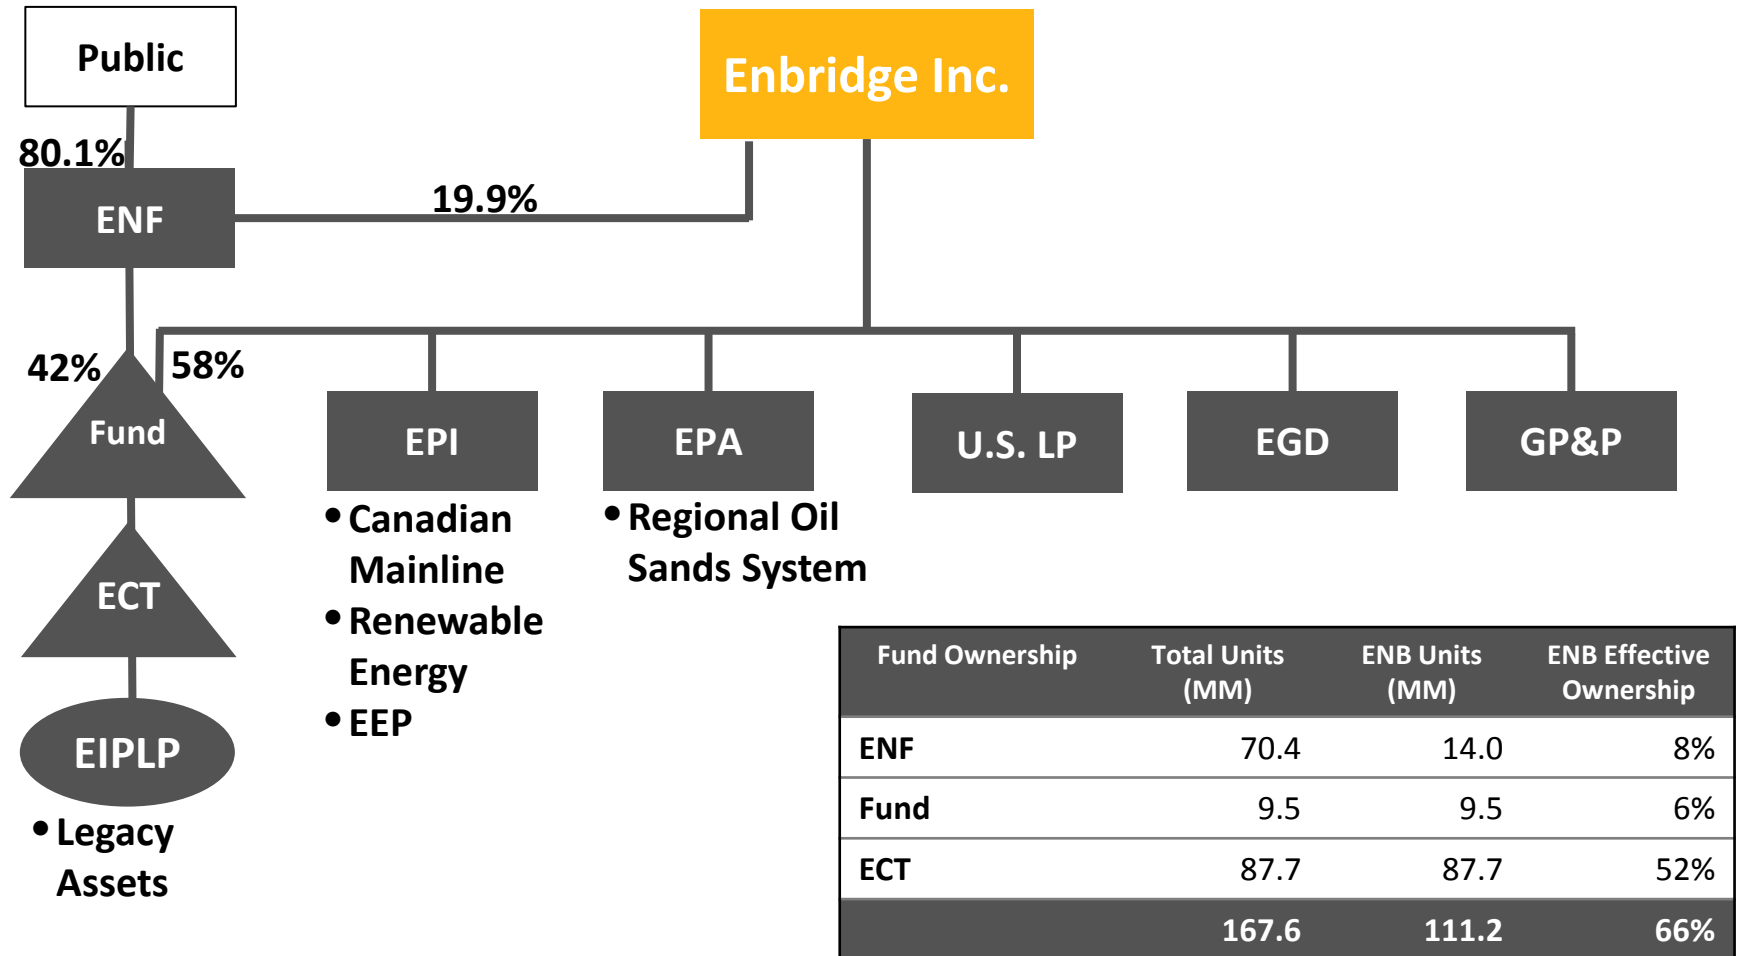 Public
Enbridge Inc.
80.1%
19.9%
ENF
42%
58%
Fund
EPI
EPA
U.S. LP
EGD
GP&P
• Canadian
Mainline
• Renewable
Energy
• EEP
• Regional Oil
Sands System
ECT
EIPLP
• Legacy
Assets
Fund Ownership Total Units (MM) ENB Units (MM) ENB Effective Ownership
ENF 70.4 14.0 8%
Fund 9.5 9.5 6%
ECT 87.7 87.7 52%
167.6 111.2 66%